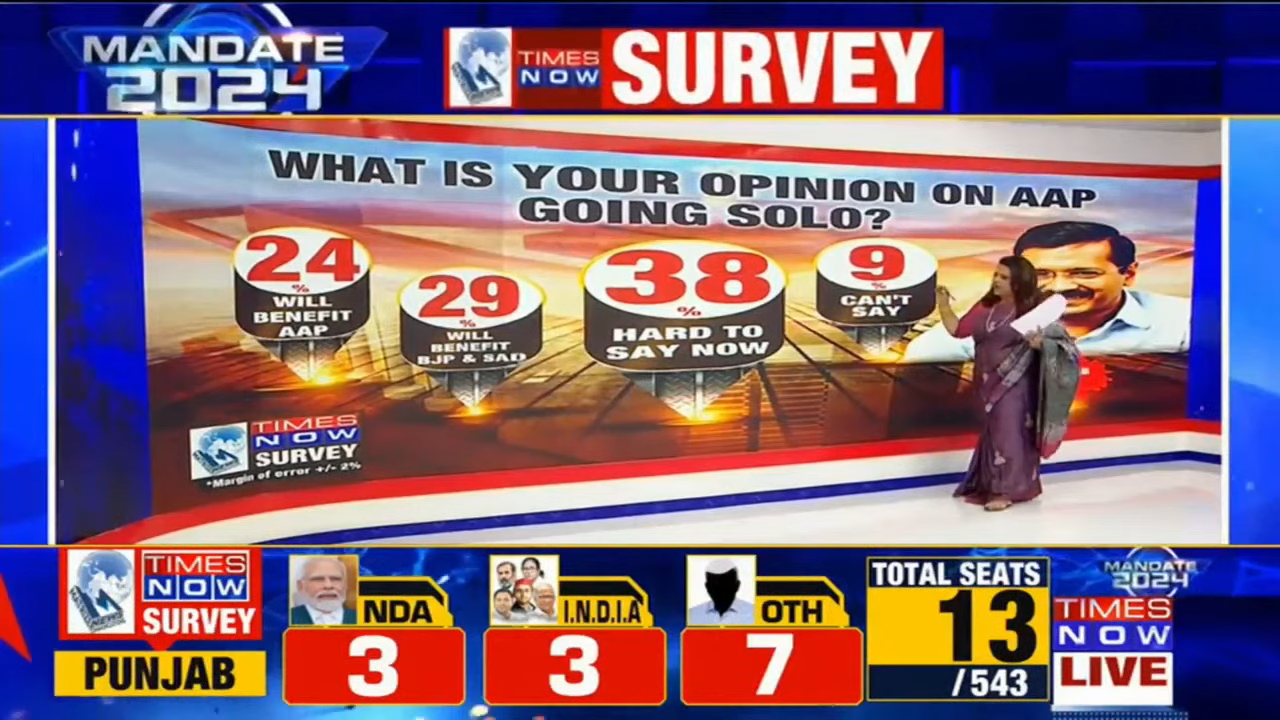 MANDATE
2024
TIMES
NOW
SURVEY
WHAT IS YOUR OPINION ON AAP
GOING SOLO?
24
%
WILL
BENEFIT
AAP
29
%
WILL
BENEFIT
BJP & SAD
38
%
HARD TO
SAY NOW
9
%
CAN'T
SAY
TIMES
NOW
SURVEY
*Margin of error +/- 2%
TIMES
NOW
SURVEY
PUNJAB
NDA
3
I.N.D.I.A
3
OTH
7
TOTAL SEATS
13
/543
MANDATE
2024
TIMES
NOW
LIVE